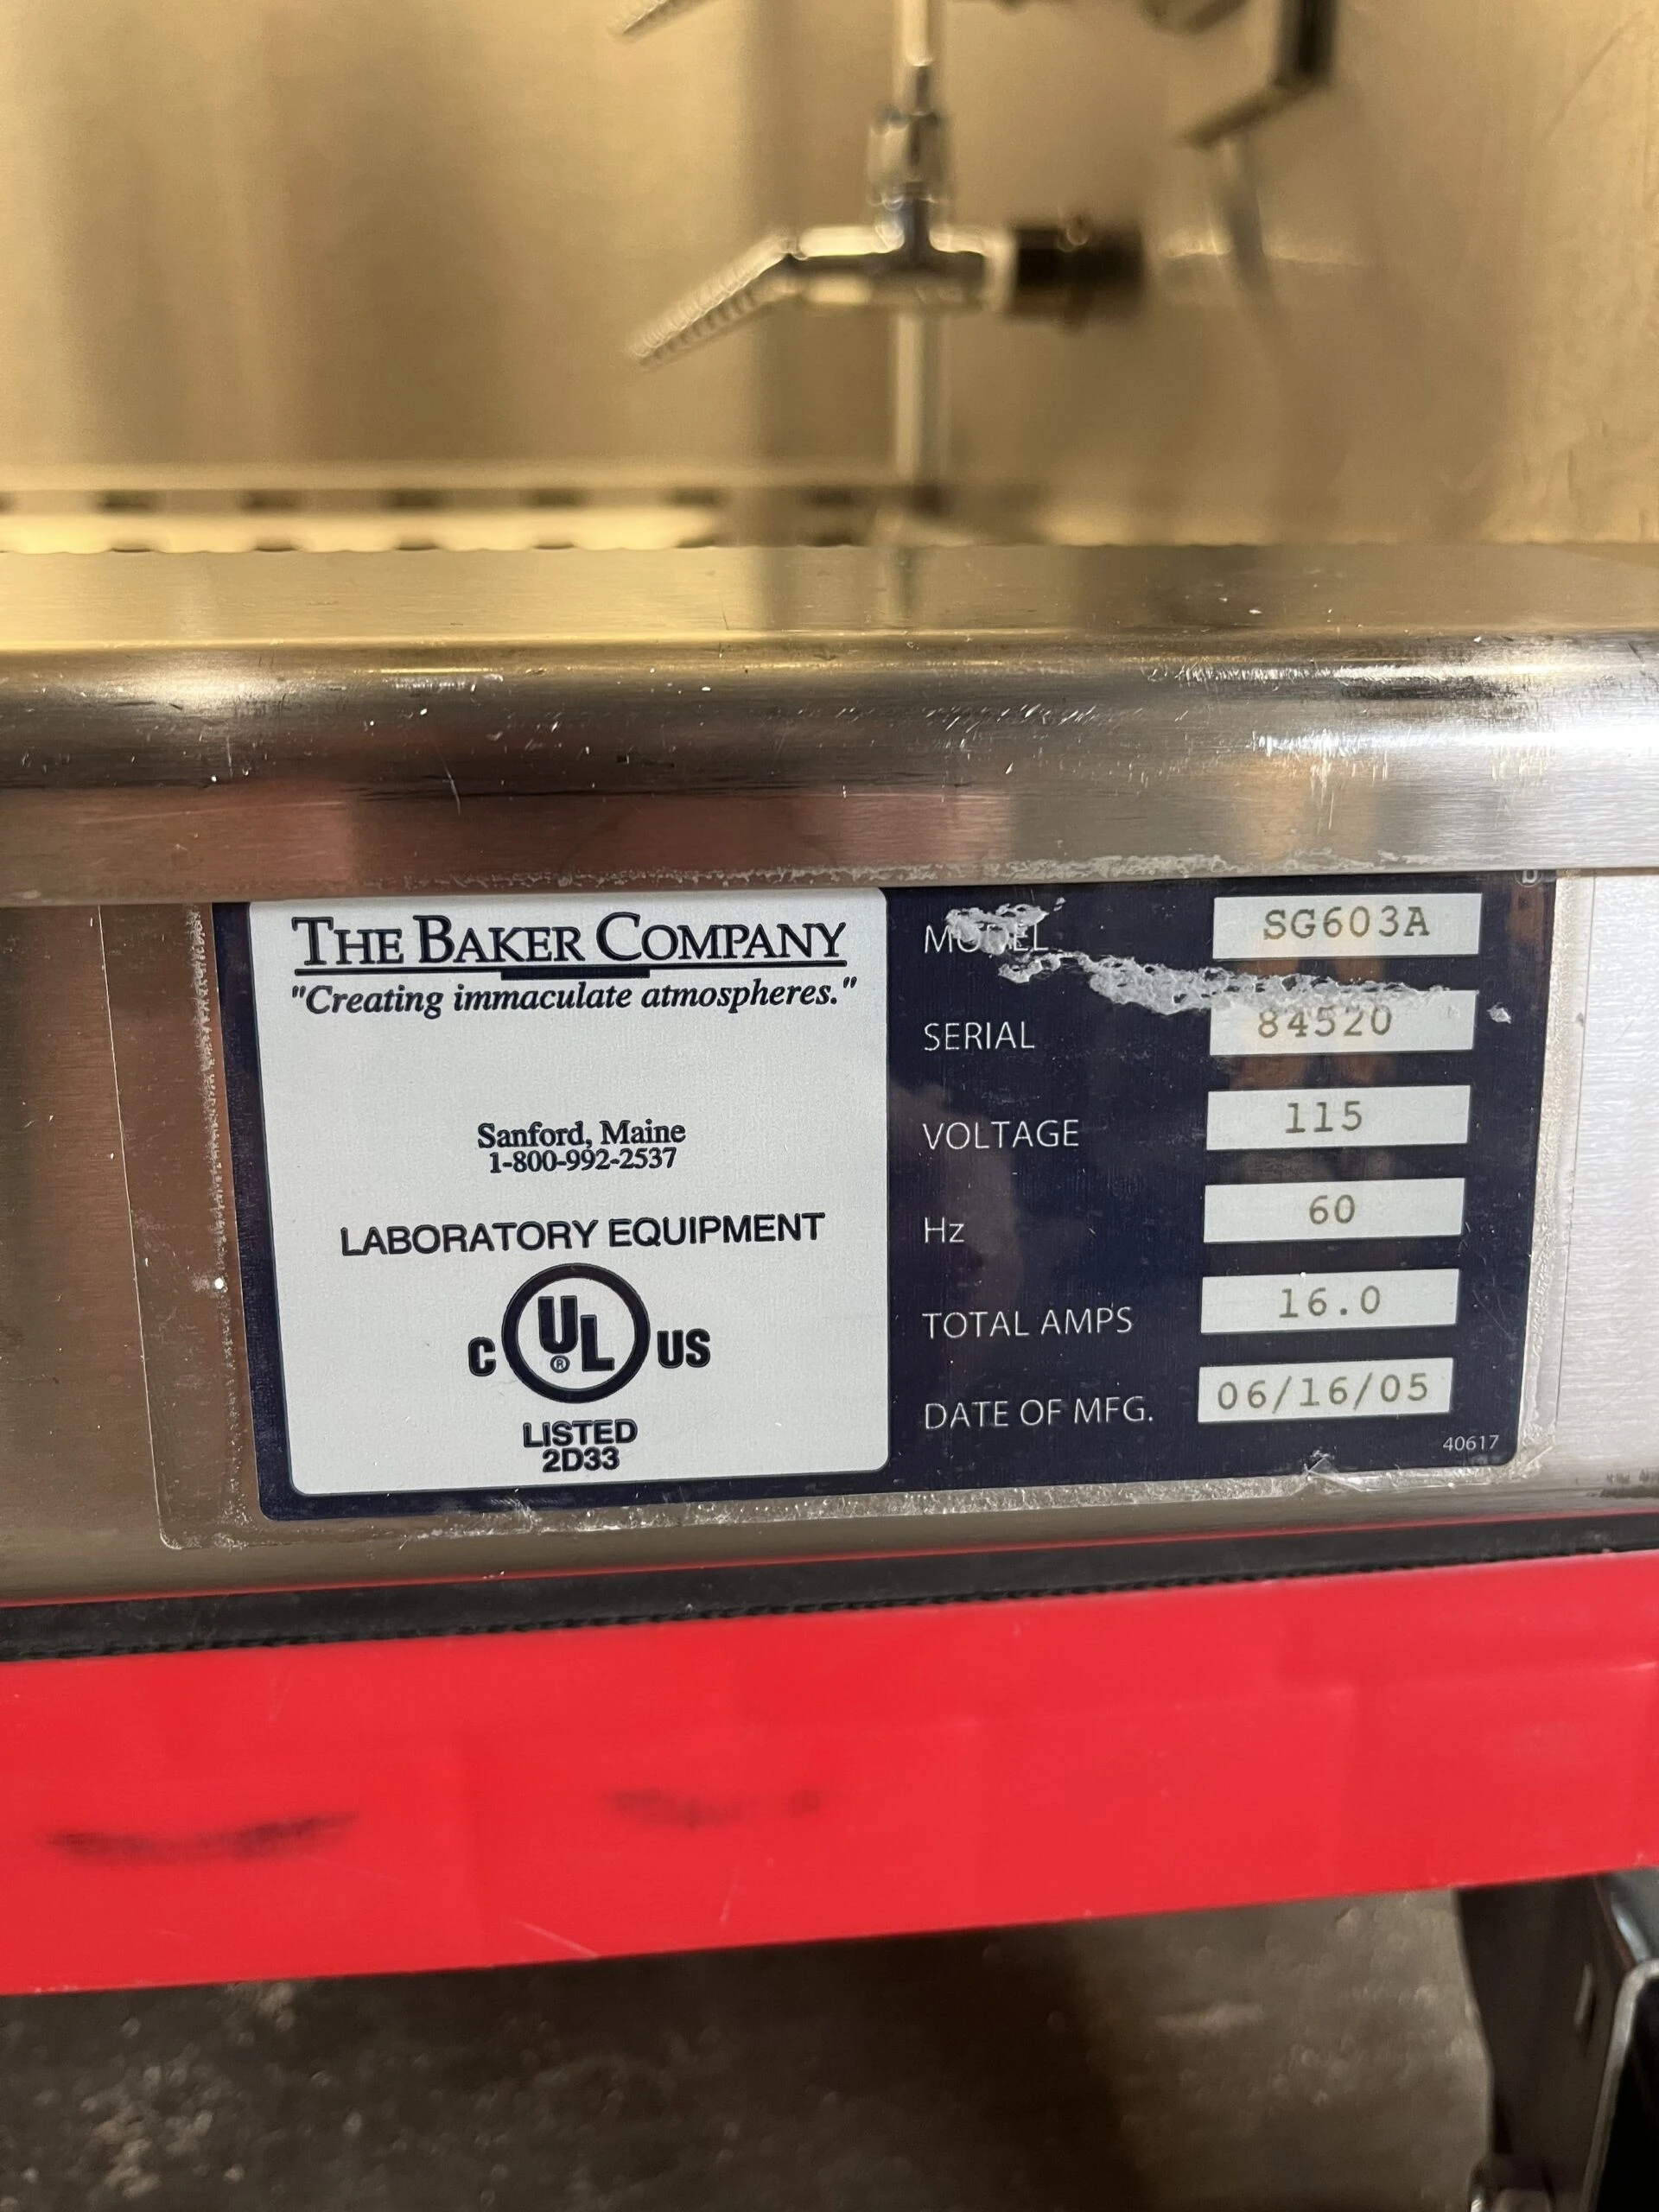 THE BAKER COMPANY
"Creating immaculate atmospheres."
Sanford, Maine
1-800-992-2537
LABORATORY EQUIPMENT
C UL ® US
LISTED
2D33
MODEL SG603A
SERIAL 84520
VOLTAGE 115
Hz 60
TOTAL AMPS 16.0
DATE OF MFG. 06/16/05
40617